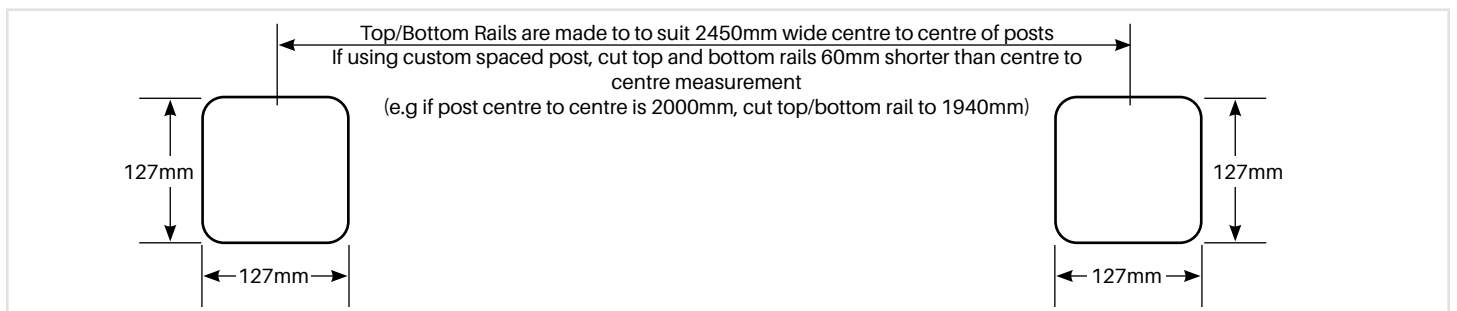 Top/Bottom Rails are made to to suit 2450mm wide centre to centre of posts
If using custom spaced post, cut top and bottom rails 60mm shorter than centre to
centre measurement
(e.g if post centre to centre is 2000mm, cut top/bottom rail to 1940mm)
127mm
127mm
127mm
127mm